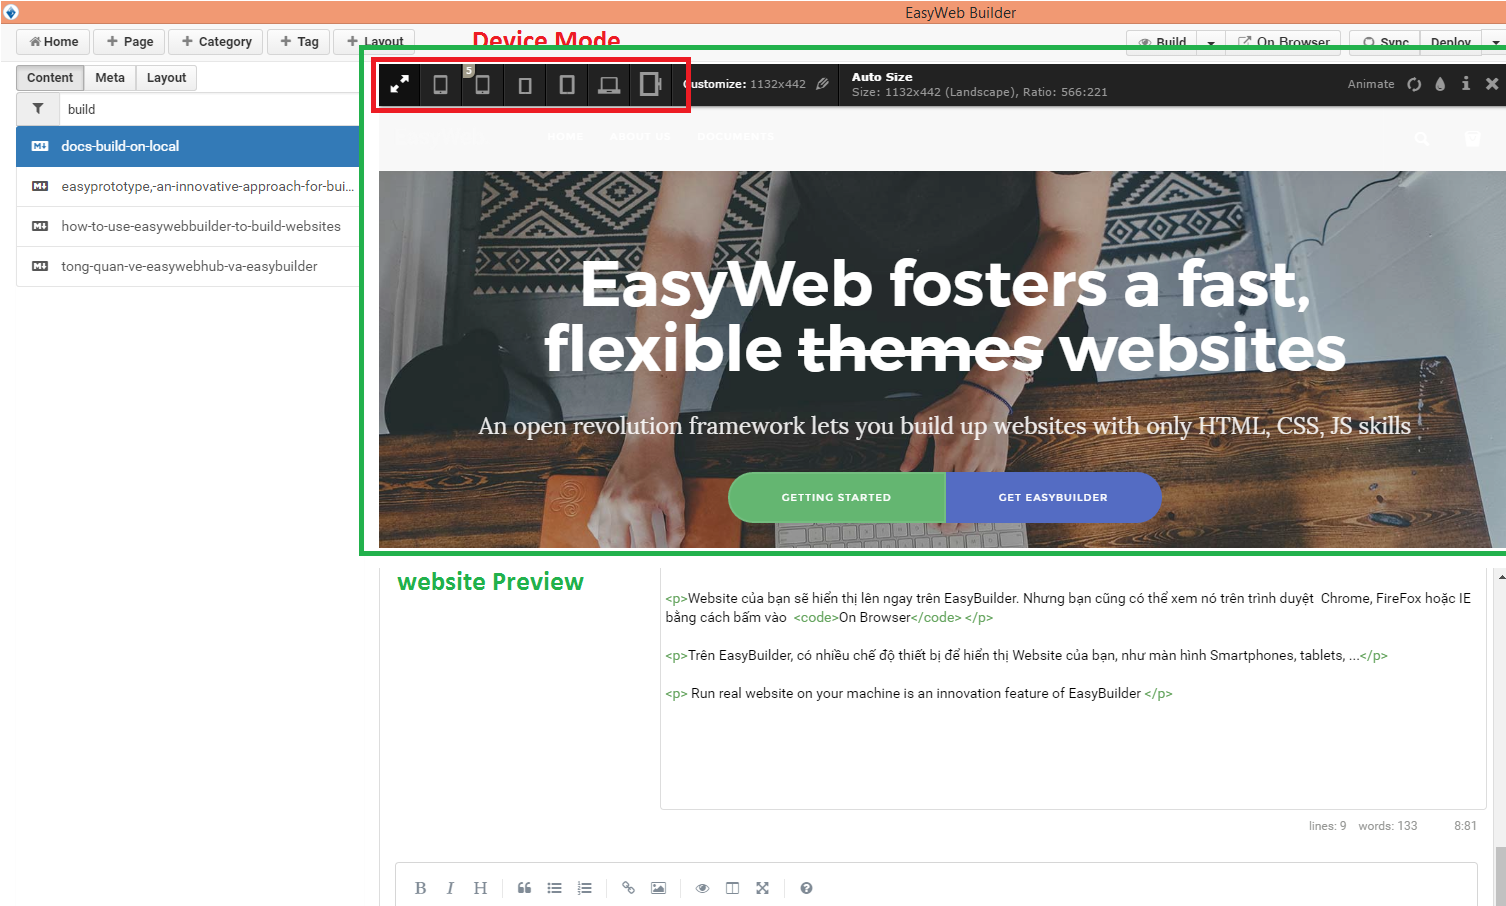 EasyWeb Builder
Home
Page
Category
Tag
Layout
Device Mode
Build
On Browser
Sync
Deploy
Content
Meta
Layout
build
docs-build-on-local
easyprototype,-an-innovative-approach-for-bui...
how-to-use-easywebbuilder-to-build-websites
tong-quan-ve-easywebhub-va-easybuilder
5
Customize: 1132x442
Auto Size
Size: 1132x442 (Landscape), Ratio: 566:221
Animate
HOME
ABOUT US
DOCUMENTS
EasyWeb fosters a fast,
flexible themes websites
An open revolution framework lets you build up websites with only HTML, CSS, JS skills
GETTING STARTED
GET EASYBUILDER
website Preview
<p>Website của bạn sẽ hiển thị lên ngay trên EasyBuilder. Nhưng bạn cũng có thể xem nó trên trình duyệt  Chrome, FireFox hoặc IE
bằng cách bấm vào  <code>On Browser</code> </p>
<p>Trên EasyBuilder, có nhiều chế độ thiết bị để hiển thị Website của bạn, như màn hình Smartphones, tablets, ...</p>
<p> Run real website on your machine is an innovation feature of EasyBuilder </p>
lines: 9   words: 133   8:81
B I H